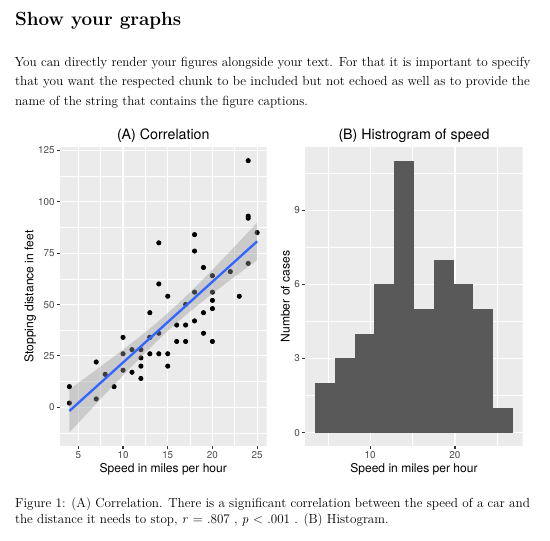 Show your graphs
You can directly render your figures alongside your text. For that it is important to specify
that you want the respected chunk to be included but not echoed as well as to provide the
name of the string that contains the figure captions.
(A) Correlation
125
100
75
50
25
0
Stopping distance in feet
5 10 15 20 25
Speed in miles per hour
(B) Histrogram of speed
9
6
3
0
Number of cases
10 20
Speed in miles per hour
Figure 1: (A) Correlation. There is a significant correlation between the speed of a car and
the distance it needs to stop, r = .807 , p < .001 . (B) Histogram.